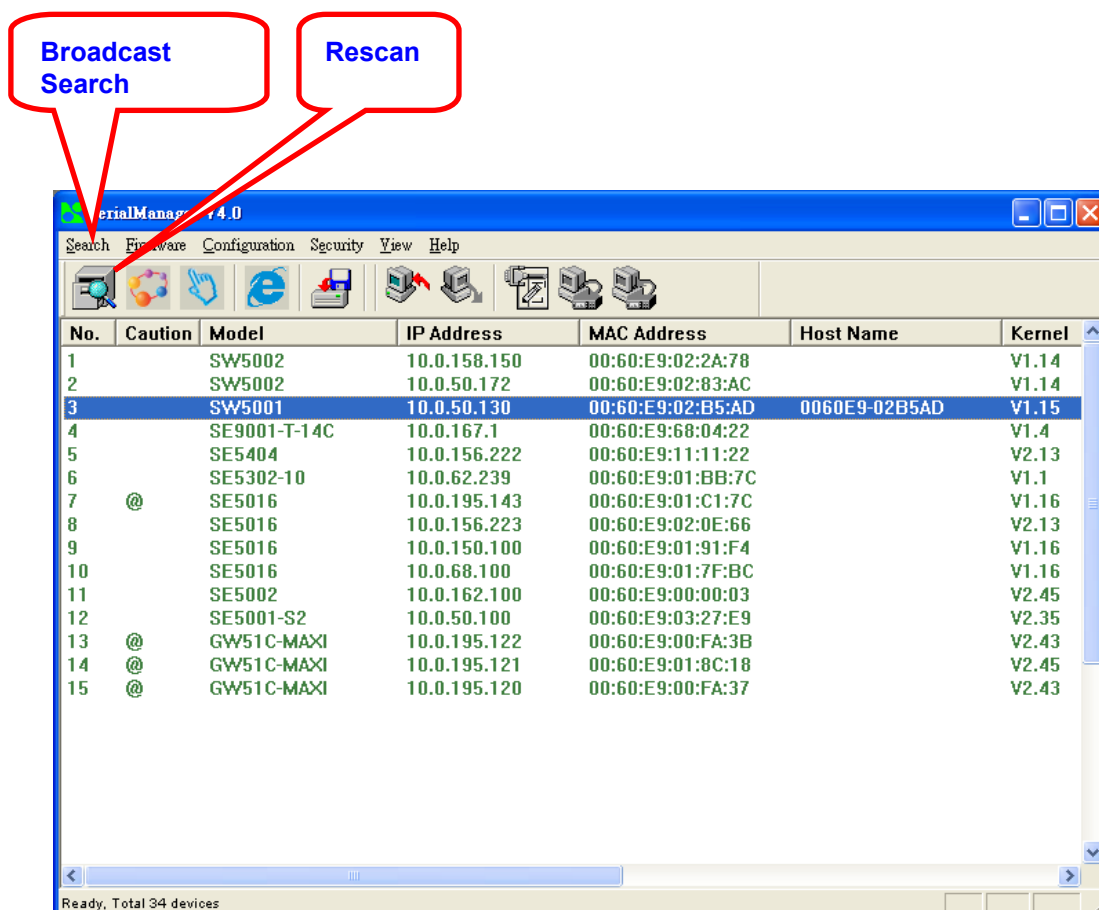 Broadcast Search
Rescan
erialManag v4.0
Search Firmware Configuration Security View Help
No. Caution Model IP Address MAC Address Host Name Kernel
1 SW5002 10.0.158.150 00:60:E9:02:2A:78 V1.14
2 SW5002 10.0.50.172 00:60:E9:02:83:AC V1.14
3 SW5001 10.0.50.130 00:60:E9:02:B5:AD 0060E9-02B5AD V1.15
4 SE9001-T-14C 10.0.167.1 00:60:E9:68:04:22 V1.4
5 SE5404 10.0.156.222 00:60:E9:11:11:22 V2.13
6 SE5302-10 10.0.62.239 00:60:E9:01:BB:7C V1.1
7 @ SE5016 10.0.195.143 00:60:E9:01:C1:7C V1.16
8 SE5016 10.0.156.223 00:60:E9:02:0E:66 V2.13
9 SE5016 10.0.150.100 00:60:E9:01:91:F4 V1.16
10 SE5016 10.0.68.100 00:60:E9:01:7F:BC V1.16
11 SE5002 10.0.162.100 00:60:E9:00:00:03 V2.45
12 SE5001-S2 10.0.50.100 00:60:E9:03:27:E9 V2.35
13 @ GW51C-MAXI 10.0.195.122 00:60:E9:00:FA:3B V2.43
14 @ GW51C-MAXI 10.0.195.121 00:60:E9:01:8C:18 V2.45
15 @ GW51C-MAXI 10.0.195.120 00:60:E9:00:FA:37 V2.43
Ready, Total 34 devices